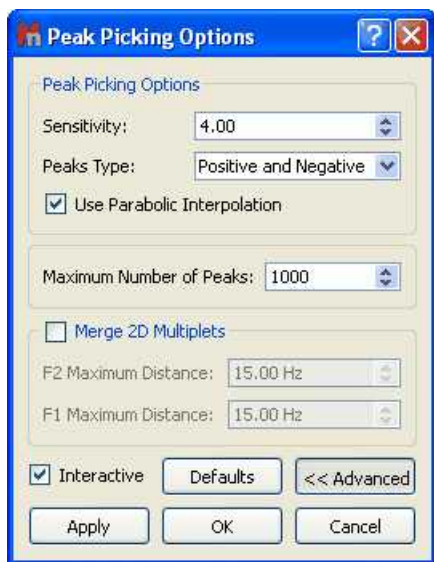 Peak Picking Options
Peak Picking Options
Sensitivity: 4.00
Peaks Type: Positive and Negative
Use Parabolic Interpolation
Maximum Number of Peaks: 1000
Merge 2D Multiplets
F2 Maximum Distance: 15.00 Hz
F1 Maximum Distance: 15.00 Hz
Interactive Defaults << Advanced
Apply OK Cancel